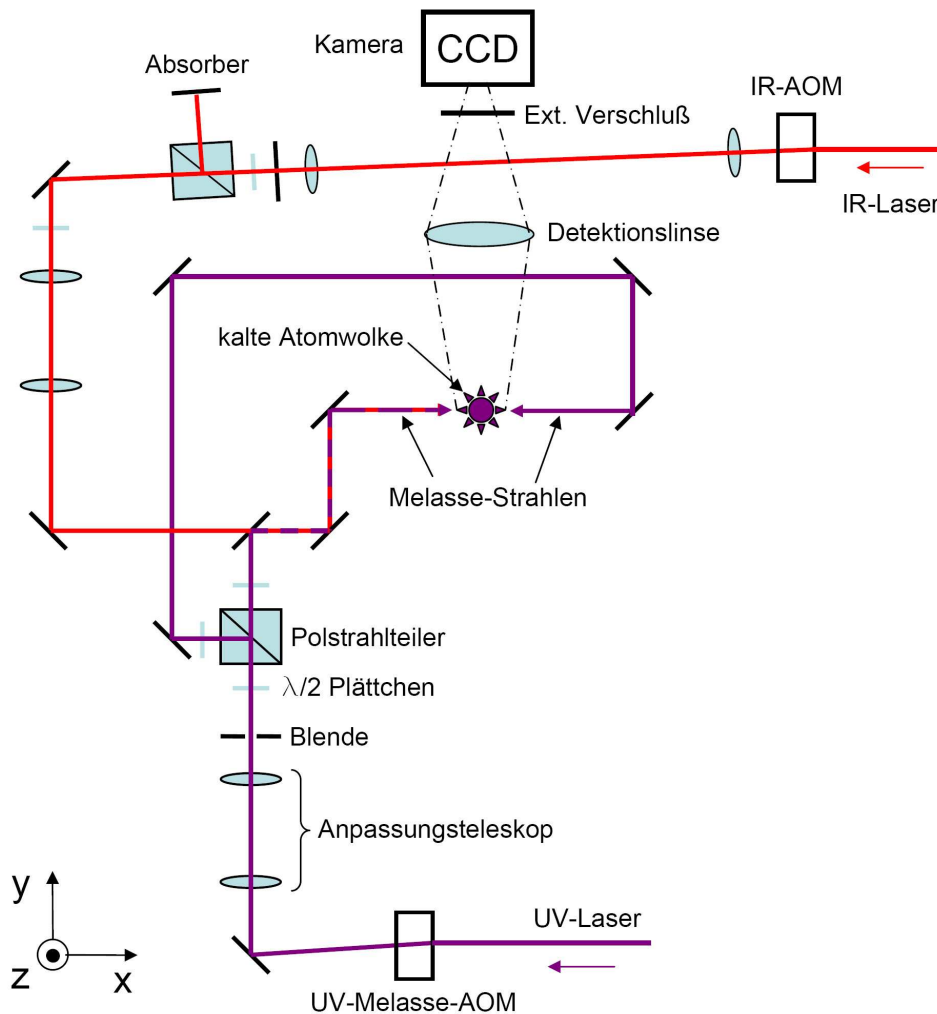 Kamera
CCD
Absorber
IR-AOM
Ext. Verschluß
IR-Laser
Detektionslinse
kalte Atomwolke
Melasse-Strahlen
Polstrahlteiler
λ/2 Plättchen
Blende
Anpassungsteleskop
y
z
x
UV-Laser
UV-Melasse-AOM